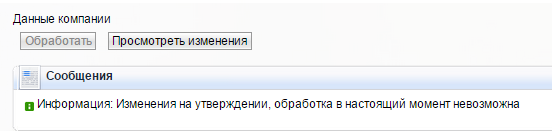 Данные компании
Обработать Просмотреть изменения
Сообщения
Информация: Изменения на утверждении, обработка в настоящий момент невозможна